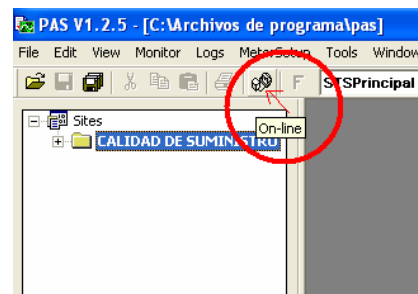 PAS V1.2.5 - [C:\Archivos de programa\pas]
File Edit View Monitor Logs MeterSetup Tools Window
F STSPrincipal
On-line
Sites
CALIDAD DE SUMINISTRO